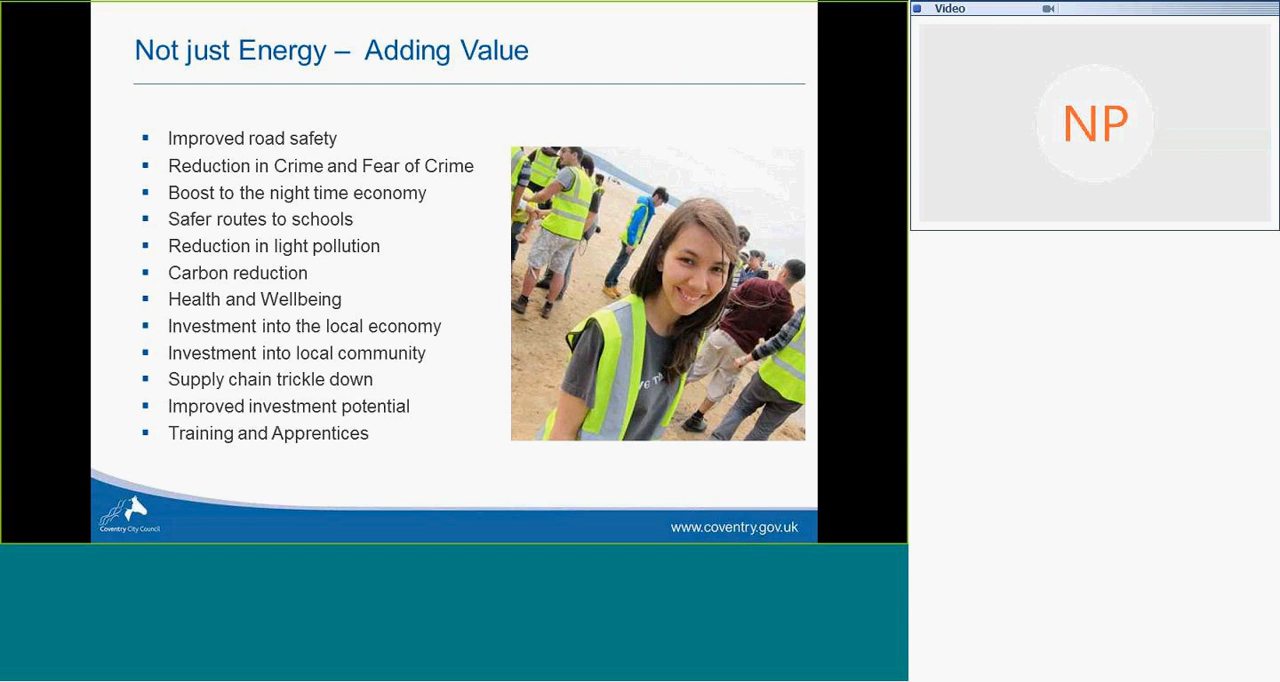 Not just Energy – Adding Value
Improved road safety
Reduction in Crime and Fear of Crime
Boost to the night time economy
Safer routes to schools
Reduction in light pollution
Carbon reduction
Health and Wellbeing
Investment into the local economy
Investment into local community
Supply chain trickle down
Improved investment potential
Training and Apprentices
Coventry City Council
www.coventry.gov.uk
Video
NP